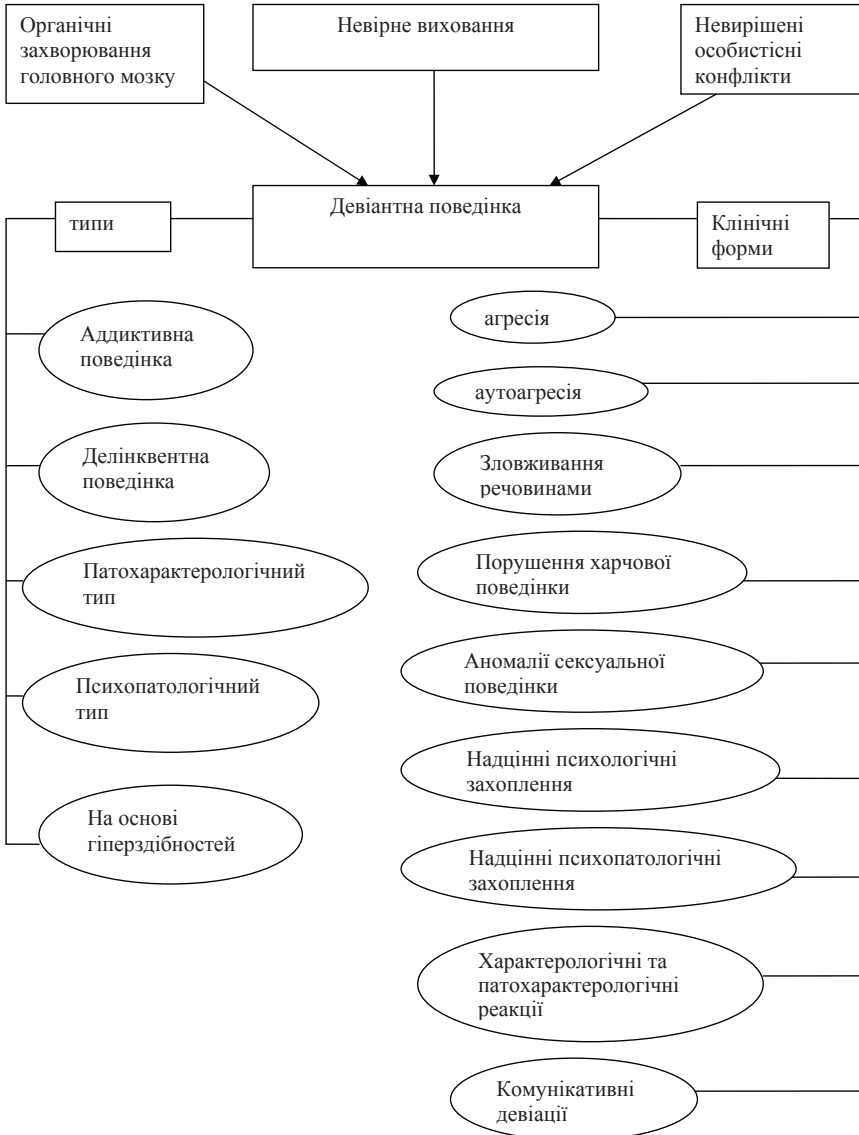 Органічні
захворювання
головного мозку
Невірне виховання
Невирішені
особистісні
конфлікти
Девіантна поведінка
типи
Клінічні
форми
Аддиктивна
поведінка
Делінквентна
поведінка
Патохарактерологічний
тип
Психопатологічний
тип
На основі
гіперздібностей
агресія
аутоагресія
Зловживання
речовинами
Порушення харчової
поведінки
Аномалії сексуальної
поведінки
Надцінні психологічні
захоплення
Надцінні психопатологічні
захоплення
Характерологічні та
патохарактерологічні
реакції
Комунікативні
девіації